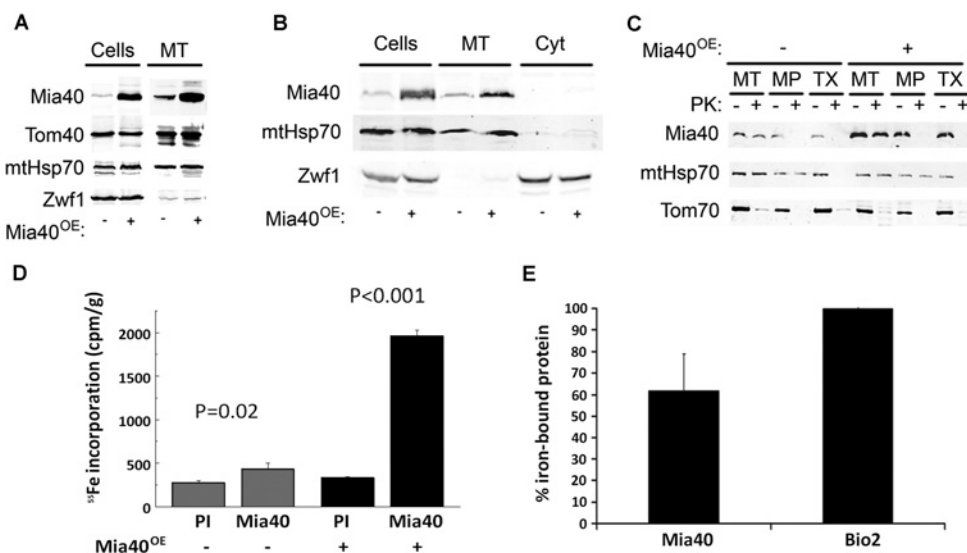 A
Cells MT
Mia40
Tom40
mtHsp70
Zwf1
Mia40OE: - + - +
B
Cells MT Cyt
Mia40
mtHsp70
Zwf1
Mia40OE: - + - + - +
C
Mia40OE: - +
MT MP TX MT MP TX
PK: - + - + - + - + - + - +
Mia40
mtHsp70
Tom70
D
55Fe incorporation (cpm/g)
P<0.001
P=0.02
2000
1500
1000
500
0
PI Mia40 PI Mia40
Mia40OE - - + +
E
% iron-bound protein
100
90
80
70
60
50
40
30
20
10
0
Mia40 Bio2